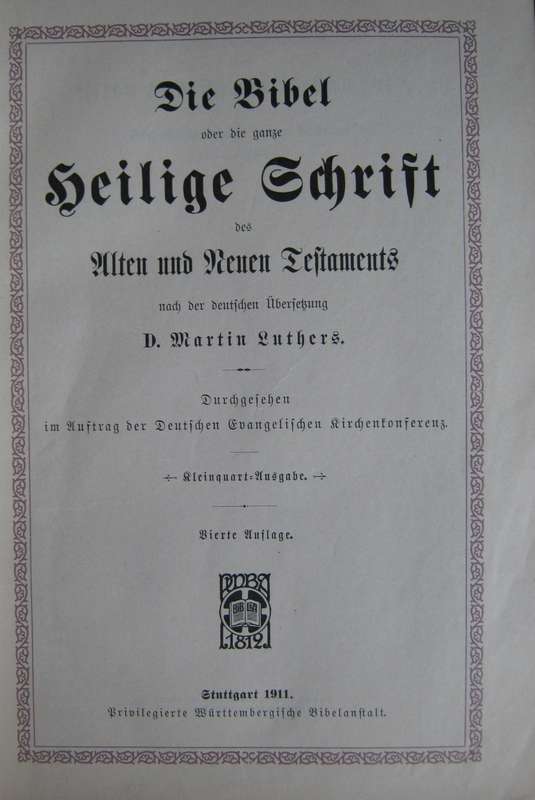 Die Bibel
oder die ganze
Heilige Schrift
des
Alten und Neuen Testaments
nach der deutschen Übersetzung
D. Martin Luthers.
Durchgesehen
im Auftrag der Deutschen Evangelischen Kirchenkonferenz.
Kleinquart-Ausgabe.
Vierte Auflage.
1812
Stuttgart 1911.
Privilegierte Württembergische Bibelanstalt.